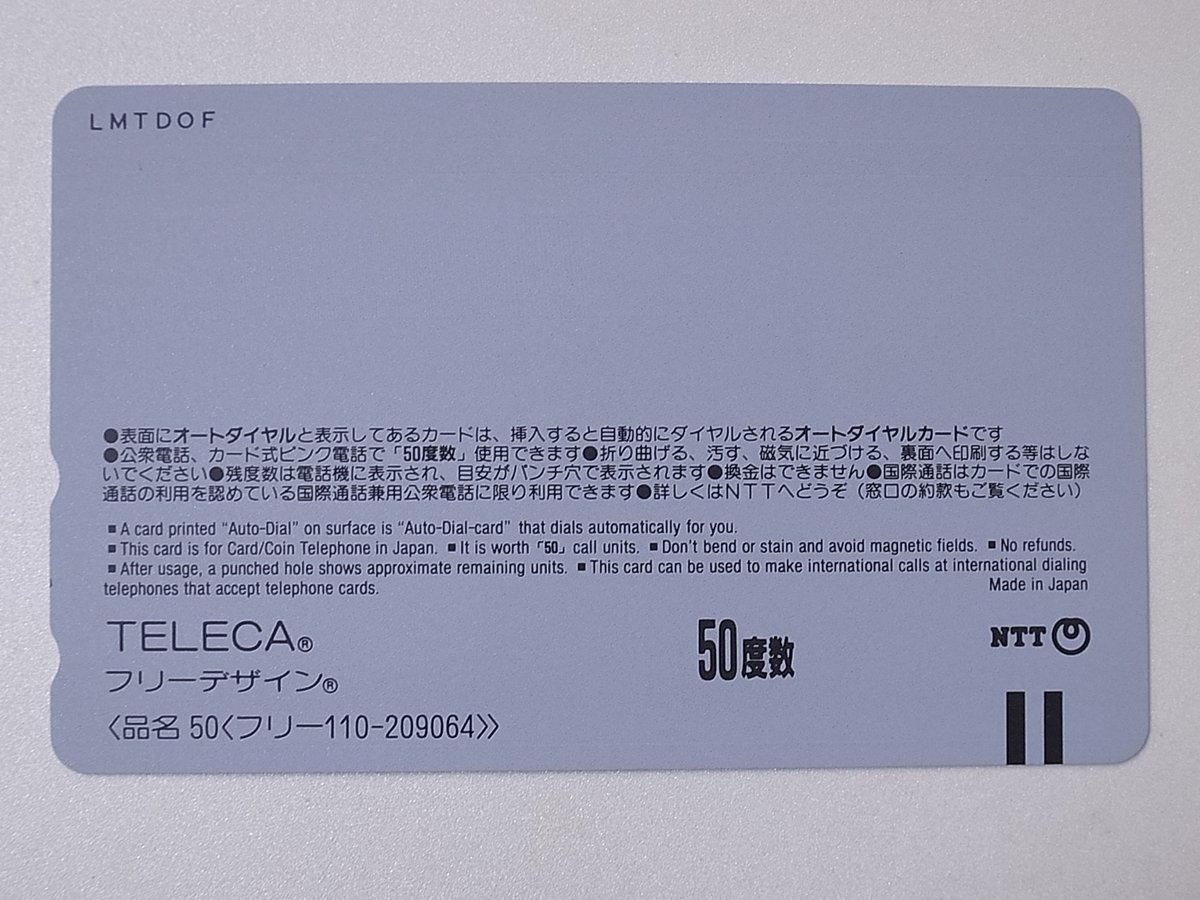 LMTDOF
●表面にオートダイヤルと表示してあるカードは、挿入すると自動的にダイヤルされるオートダイヤルカードです
●公衆電話、カード式ピンク電話で「50度数」使用できます●折り曲げる、汚す、磁気に近づける、裏面へ印刷する等はしな
いでください●残度数は電話機に表示され、目安がパンチ穴で表示されます●換金はできません●国際通話はカードでの国際
通話の利用を認めている国際通話兼用公衆電話に限り利用できます●詳しくはNTTへどうぞ（窓口の約款もご覧ください）
■A card printed “Auto-Dial” on surface is “Auto-Dial-card” that dials automatically for you.
■This card is for Card/Coin Telephone in Japan. ■It is worth「50」call units. ■Don't bend or stain and avoid magnetic fields. ■No refunds.
■After usage, a punched hole shows approximate remaining units. ■This card can be used to make international calls at international dialing
telephones that accept telephone cards.
Made in Japan
TELECA®
50度数
NTT
フリーデザイン®
〈品名 50〈フリー110-209064〉〉